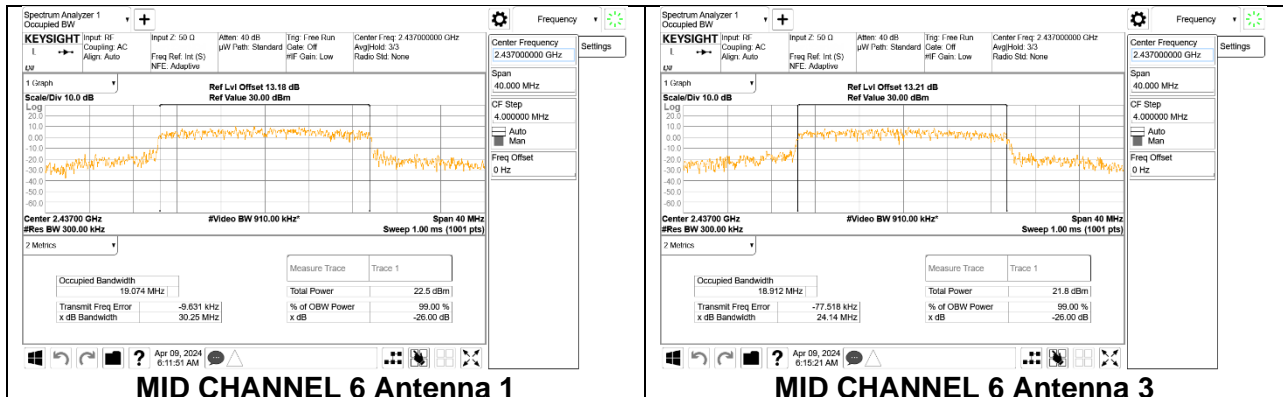 Spectrum Analyzer 1
Occupied BW
+
Frequency
KEYSIGHT
Input: RF
Coupling: AC
Align: Auto
Input Z: 50 Ω
Freq Ref: Int (S)
NFE: Adaptive
Atten: 40 dB
µW Path: Standard
Trig: Free Run
Gate: Off
#IF Gain: Low
Center Freq: 2.437000000 GHz
Avg|Hold: 3/3
Radio Std: None
Center Frequency
2.437000000 GHz
Settings
Span
40.000 MHz
CF Step
4.000000 MHz
Auto
Man
Freq Offset
0 Hz
1 Graph
Scale/Div 10.0 dB
Ref Lvl Offset 13.18 dB
Ref Value 30.00 dBm
Log
20.0
10.0
0.00
-10.0
-20.0
-30.0
-40.0
-50.0
-60.0
Center 2.43700 GHz
#Res BW 300.00 kHz
#Video BW 910.00 kHz*
Span 40 MHz
Sweep 1.00 ms (1001 pts)
2 Metrics
Measure Trace Trace 1
Occupied Bandwidth
19.074 MHz
Total Power 22.5 dBm
Transmit Freq Error -9.631 kHz
% of OBW Power 99.00 %
x dB Bandwidth 30.25 MHz
x dB -26.00 dB
?
Apr 09, 2024
6:11:51 AM
MID CHANNEL 6 Antenna 1
Spectrum Analyzer 1
Occupied BW
+
Frequency
KEYSIGHT
Input: RF
Coupling: AC
Align: Auto
Input Z: 50 Ω
Freq Ref: Int (S)
NFE: Adaptive
Atten: 40 dB
µW Path: Standard
Trig: Free Run
Gate: Off
#IF Gain: Low
Center Freq: 2.437000000 GHz
Avg|Hold: 3/3
Radio Std: None
Center Frequency
2.437000000 GHz
Settings
Span
40.000 MHz
CF Step
4.000000 MHz
Auto
Man
Freq Offset
0 Hz
1 Graph
Scale/Div 10.0 dB
Ref Lvl Offset 13.21 dB
Ref Value 30.00 dBm
Log
20.0
10.0
0.00
-10.0
-20.0
-30.0
-40.0
-50.0
-60.0
Center 2.43700 GHz
#Res BW 300.00 kHz
#Video BW 910.00 kHz*
Span 40 MHz
Sweep 1.00 ms (1001 pts)
2 Metrics
Measure Trace Trace 1
Occupied Bandwidth
18.912 MHz
Total Power 21.8 dBm
Transmit Freq Error -77.518 kHz
% of OBW Power 99.00 %
x dB Bandwidth 24.14 MHz
x dB -26.00 dB
?
Apr 09, 2024
6:15:21 AM
MID CHANNEL 6 Antenna 3